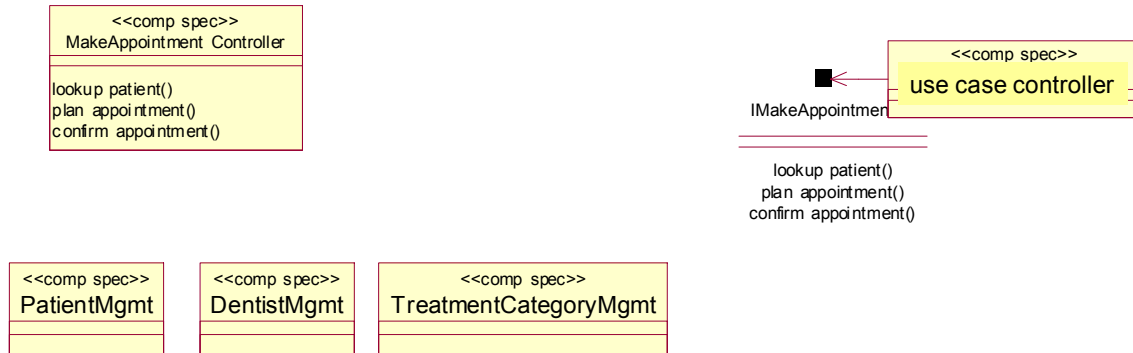 <<comp spec>>
MakeAppointment Controller
lookup patient()
plan appointment()
confirm appointment()
<<comp spec>>
use case controller
IMakeAppointmen
lookup patient()
plan appointment()
confirm appointment()
<<comp spec>>
PatientMgmt
<<comp spec>>
DentistMgmt
<<comp spec>>
TreatmentCategoryMgmt